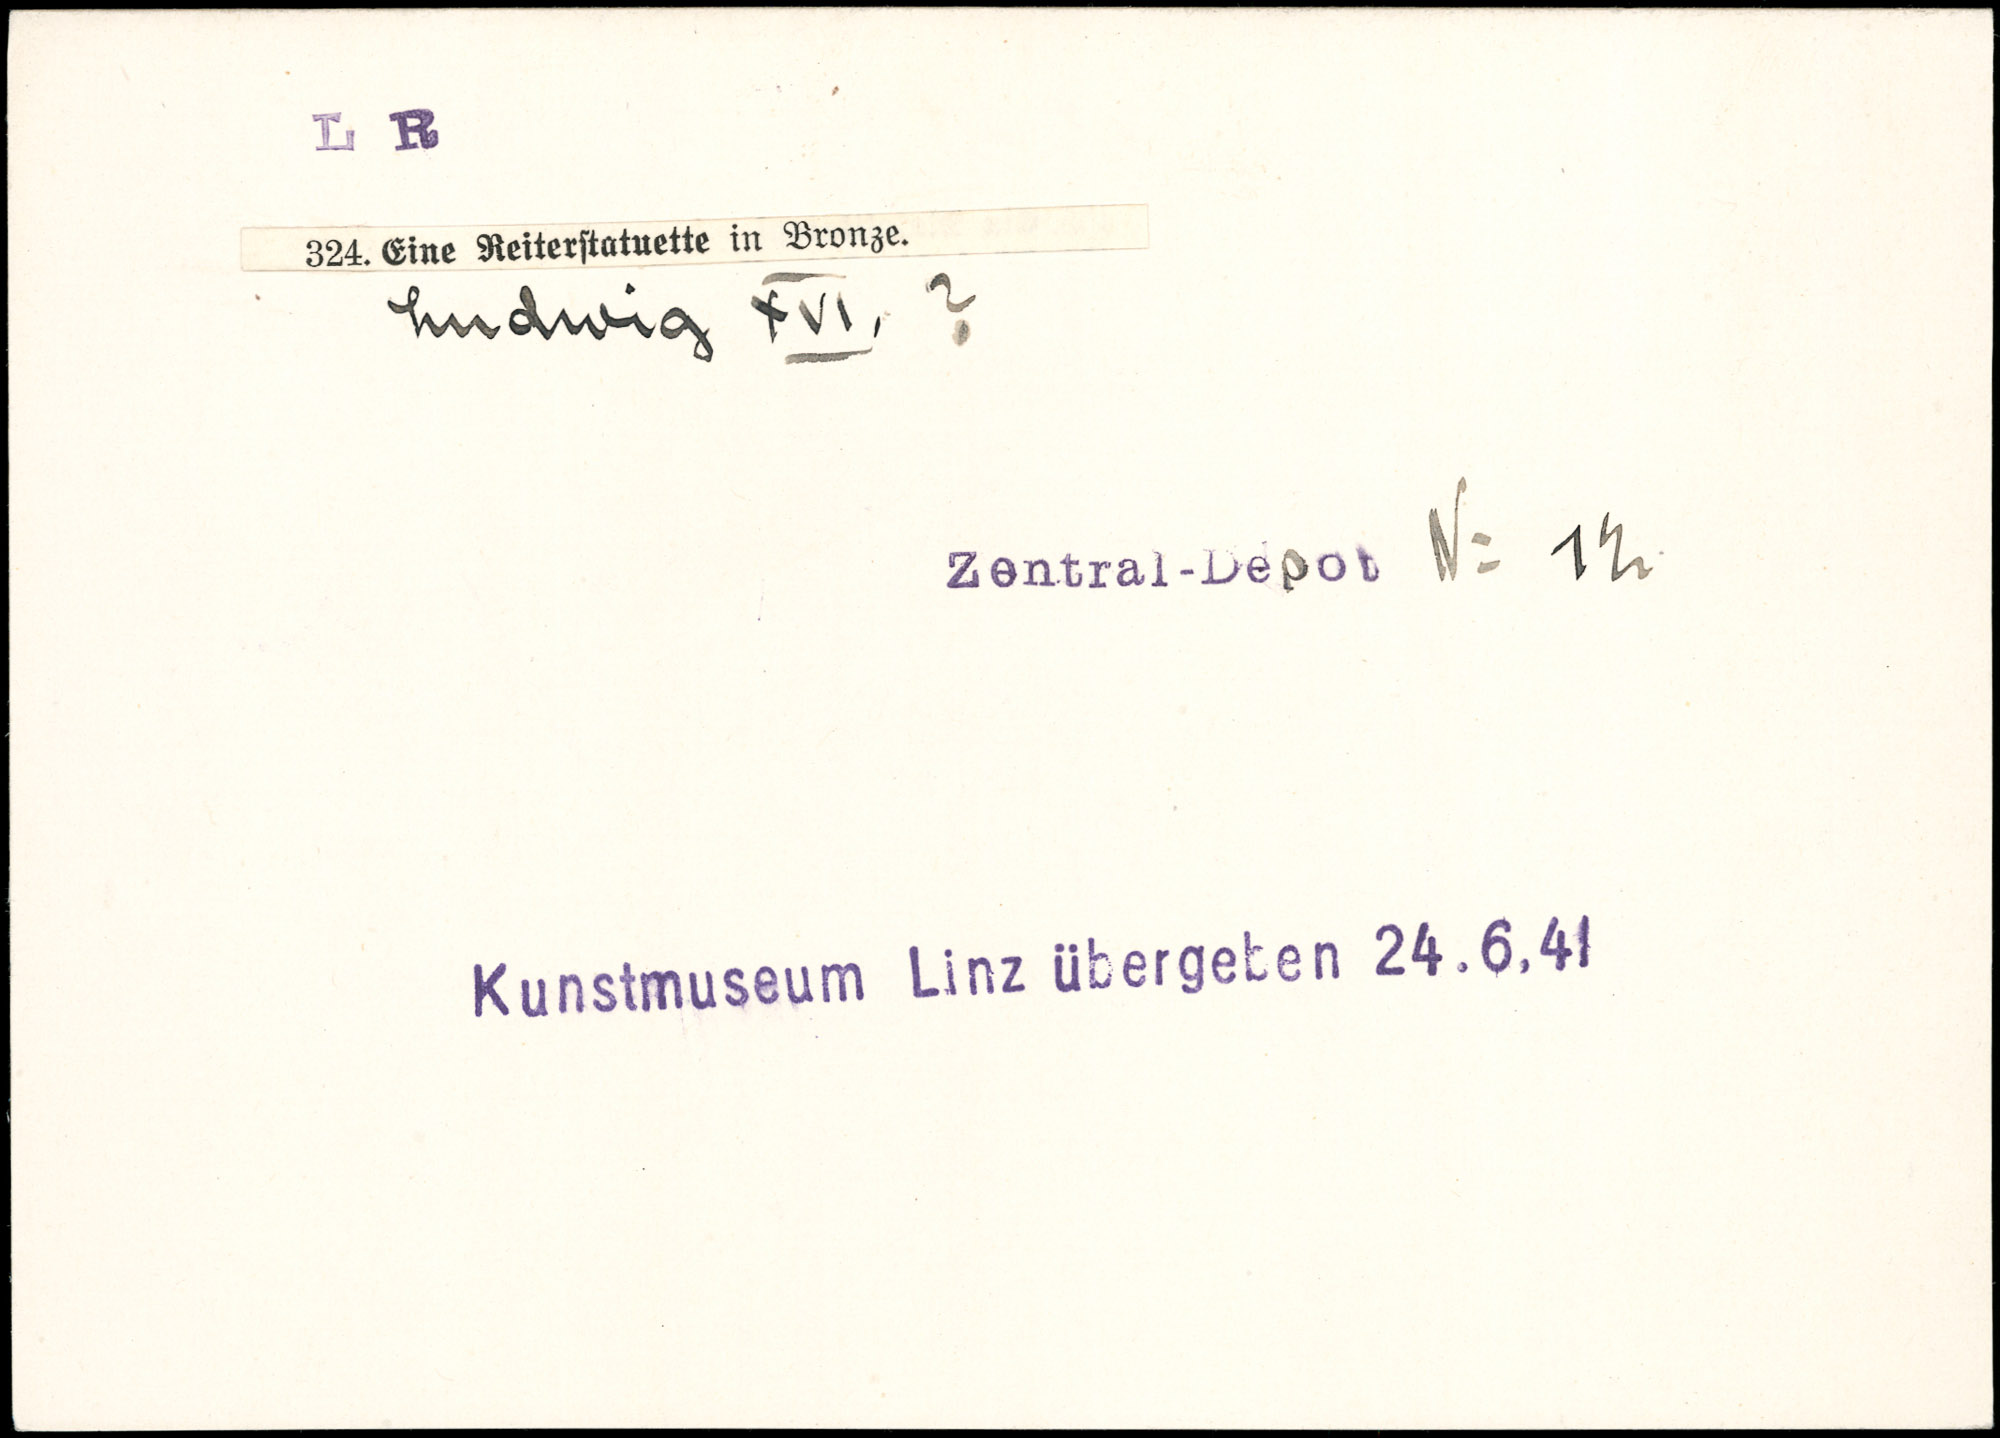 L R
324. Eine Reiterſtatuette in Bronze.
Ludwig XVI. ?
Zentral-Depot N= 12
Kunstmuseum Linz übergeben 24.6.41